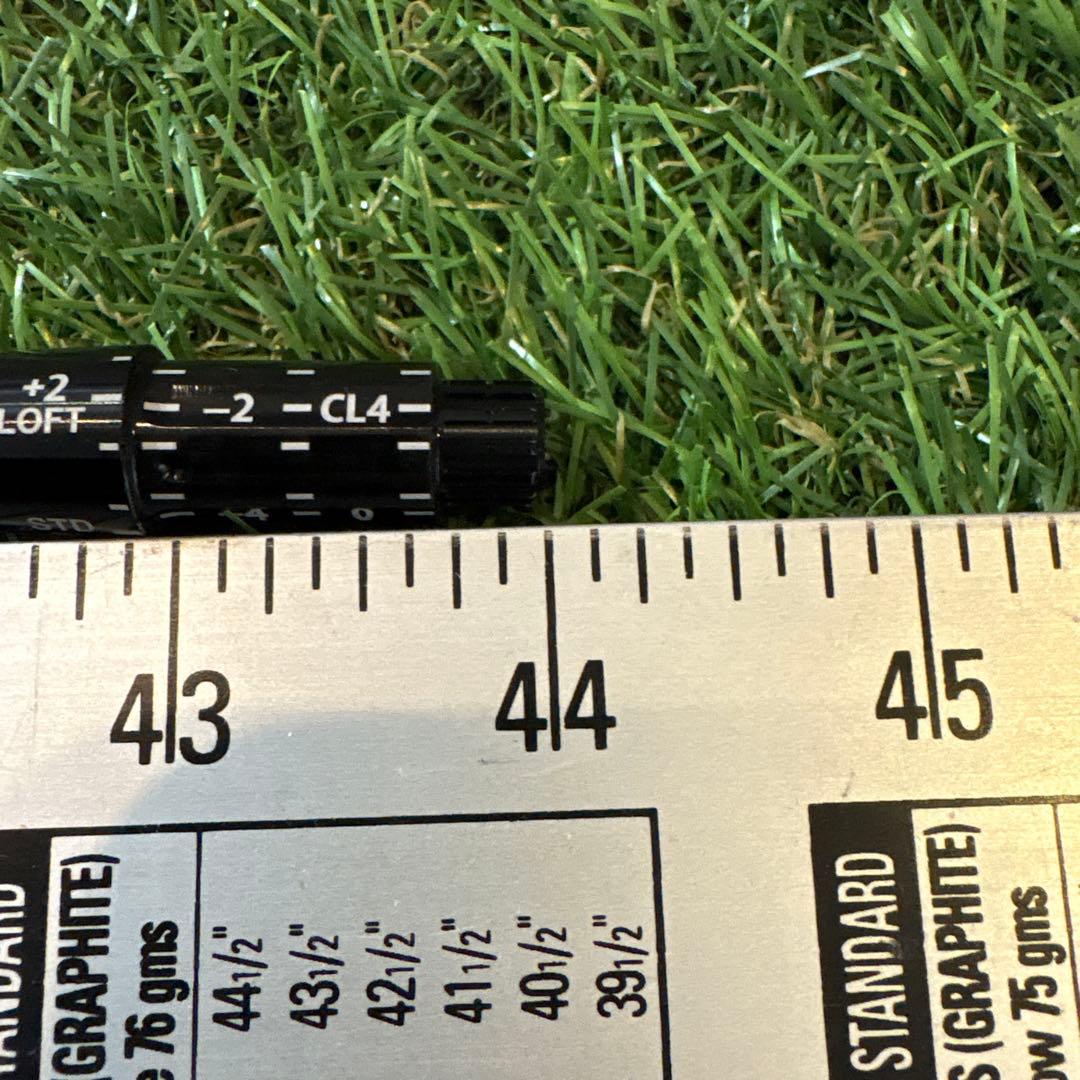 +2
LOFT
-2 CL4
STD
-4 0
43 44 45
STANDARD
(GRAPHITE)
76 gms
44 1/2"
43 1/2"
42 1/2"
41 1/2"
40 1/2"
39 1/2"
STANDARD
(GRAPHITE)
75 gms